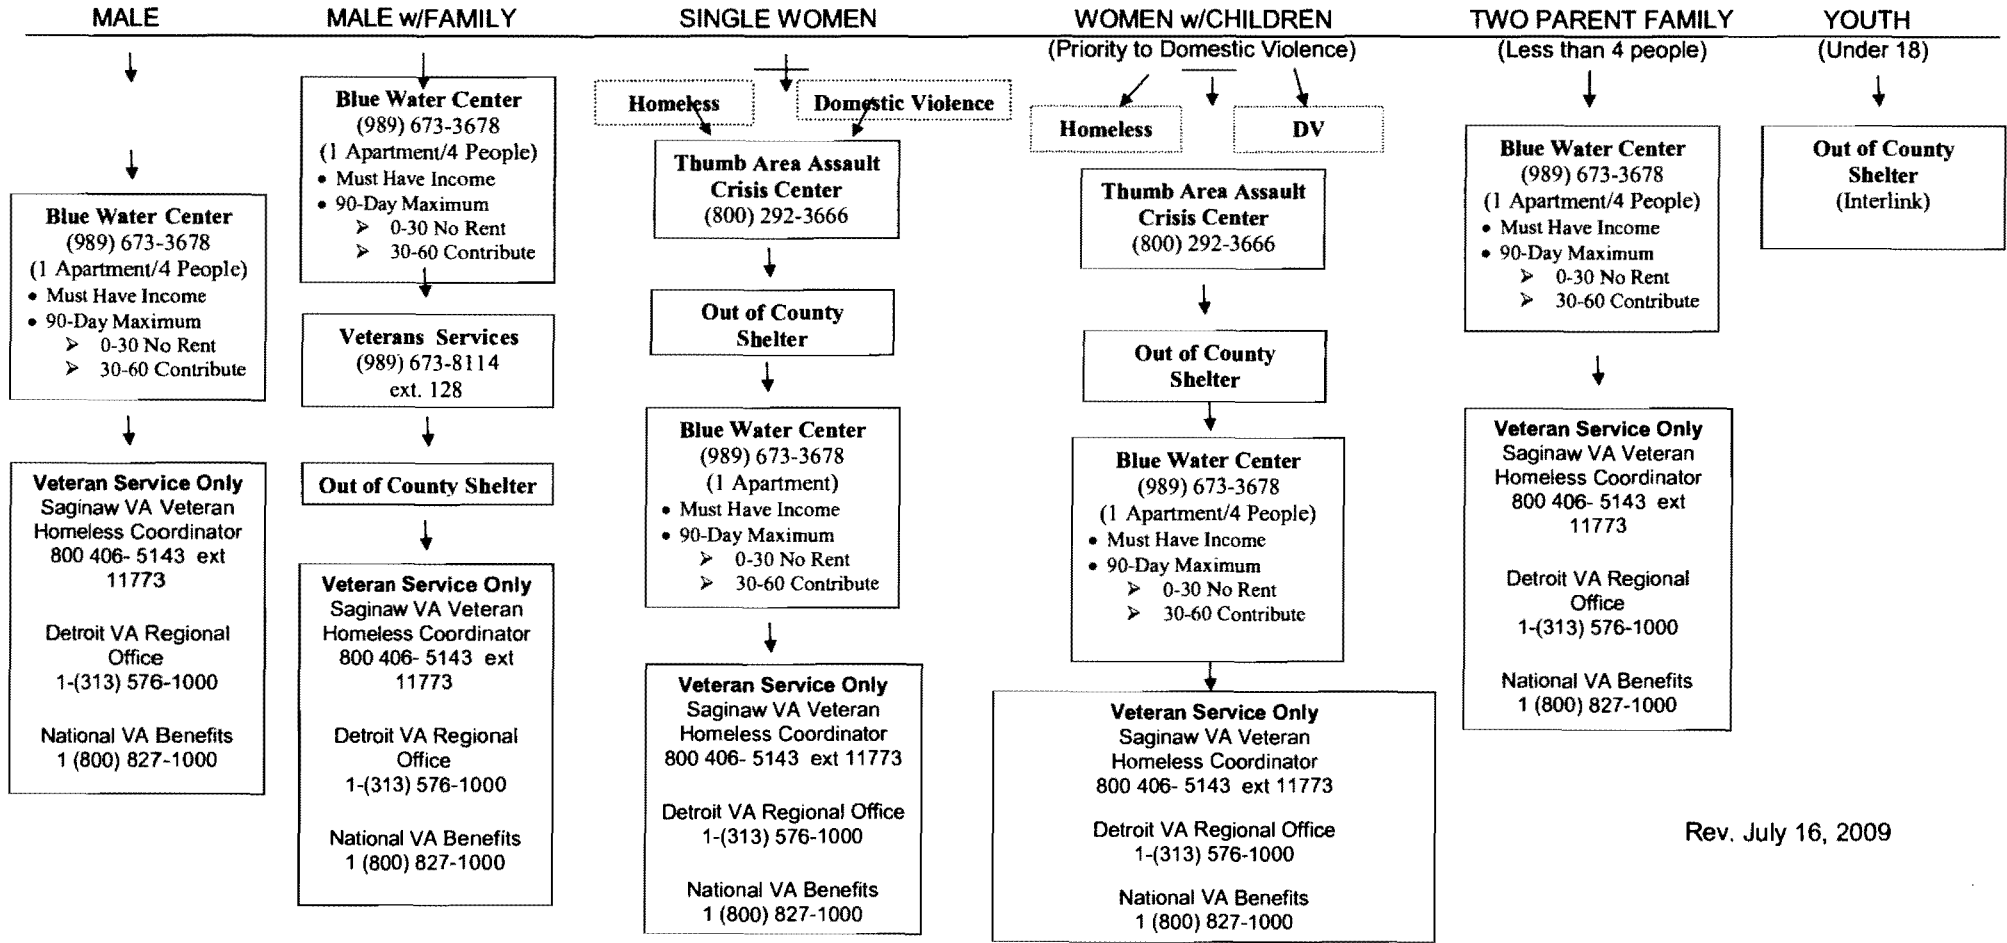 MALE
MALE w/FAMILY
SINGLE WOMEN
WOMEN w/CHILDREN
TWO PARENT FAMILY
YOUTH
(Priority to Domestic Violence)
(Less than 4 people)
(Under 18)
Blue Water Center
(989) 673-3678
(1 Apartment/4 People)
• Must Have Income
• 90-Day Maximum
➢ 0-30 No Rent
➢ 30-60 Contribute
Veteran Service Only
Saginaw VA Veteran
Homeless Coordinator
800 406- 5143 ext
11773
Detroit VA Regional
Office
1-(313) 576-1000
National VA Benefits
1 (800) 827-1000
Blue Water Center
(989) 673-3678
(1 Apartment/4 People)
• Must Have Income
• 90-Day Maximum
➢ 0-30 No Rent
➢ 30-60 Contribute
Veterans Services
(989) 673-8114
ext. 128
Out of County Shelter
Veteran Service Only
Saginaw VA Veteran
Homeless Coordinator
800 406- 5143 ext
11773
Detroit VA Regional
Office
1-(313) 576-1000
National VA Benefits
1 (800) 827-1000
Homeless
Domestic Violence
Thumb Area Assault
Crisis Center
(800) 292-3666
Out of County
Shelter
Blue Water Center
(989) 673-3678
(1 Apartment)
• Must Have Income
• 90-Day Maximum
➢ 0-30 No Rent
➢ 30-60 Contribute
Veteran Service Only
Saginaw VA Veteran
Homeless Coordinator
800 406- 5143 ext 11773
Detroit VA Regional Office
1-(313) 576-1000
National VA Benefits
1 (800) 827-1000
Homeless
DV
Thumb Area Assault
Crisis Center
(800) 292-3666
Out of County
Shelter
Blue Water Center
(989) 673-3678
(1 Apartment/4 People)
• Must Have Income
• 90-Day Maximum
➢ 0-30 No Rent
➢ 30-60 Contribute
Veteran Service Only
Saginaw VA Veteran
Homeless Coordinator
800 406- 5143 ext 11773
Detroit VA Regional Office
1-(313) 576-1000
National VA Benefits
1 (800) 827-1000
Blue Water Center
(989) 673-3678
(1 Apartment/4 People)
• Must Have Income
• 90-Day Maximum
➢ 0-30 No Rent
➢ 30-60 Contribute
Veteran Service Only
Saginaw VA Veteran
Homeless Coordinator
800 406- 5143 ext
11773
Detroit VA Regional
Office
1-(313) 576-1000
National VA Benefits
1 (800) 827-1000
Out of County
Shelter
(Interlink)
Rev. July 16, 2009